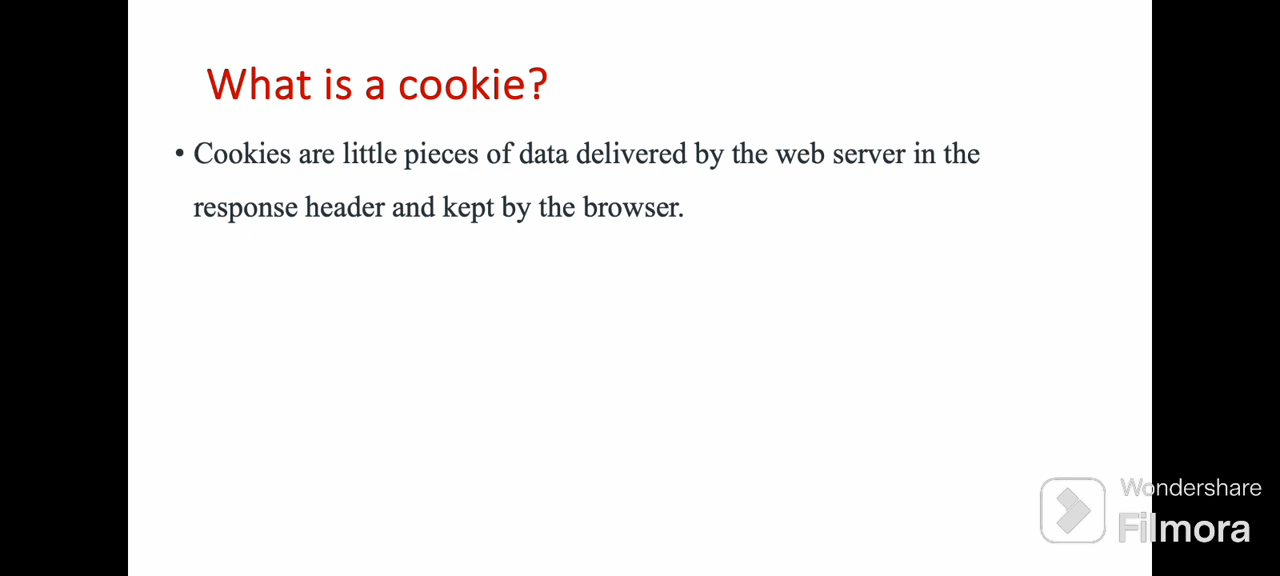 What is a cookie?
• Cookies are little pieces of data delivered by the web server in the
response header and kept by the browser.
Wondershare
Filmora